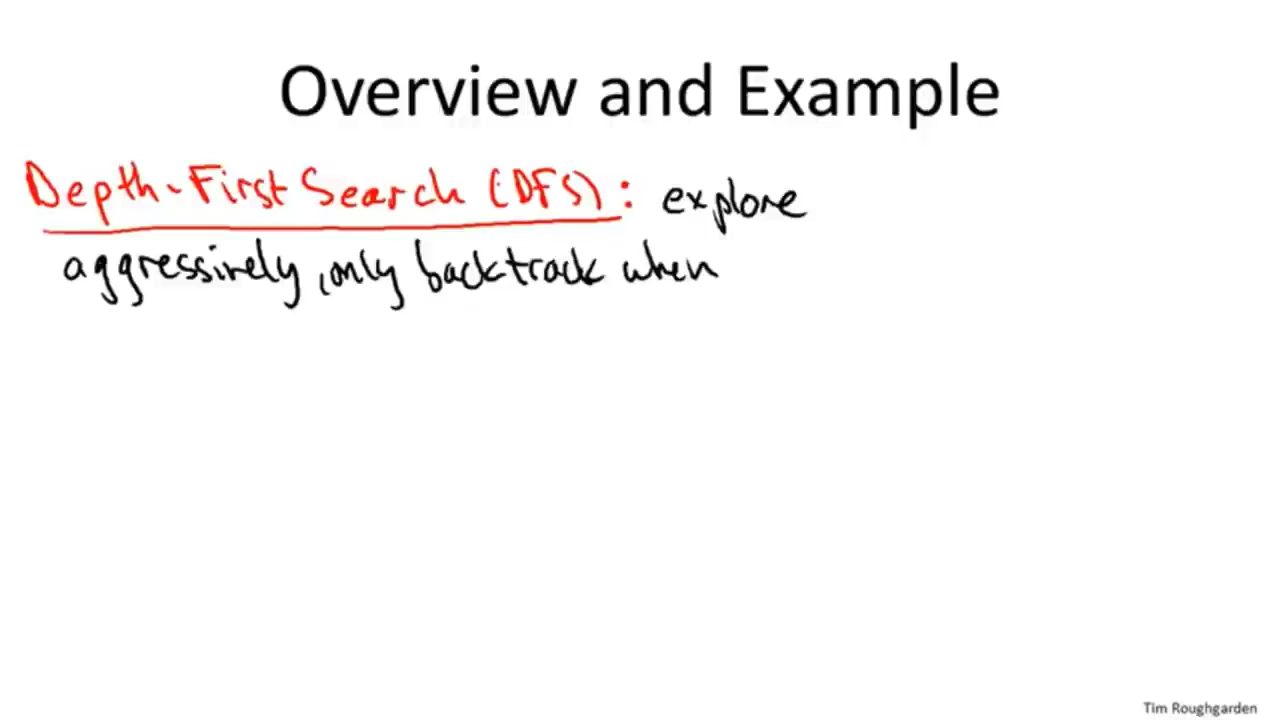 Overview and Example
Depth-First Search (DFS): explore
aggressively, only backtrack when
Tim Roughgarden